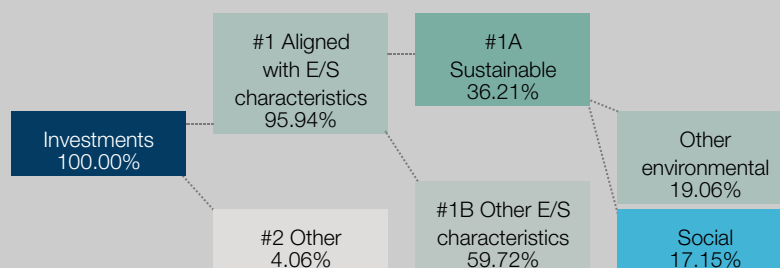 Investments
100.00%
#1 Aligned
with E/S
characteristics
95.94%
#2 Other
4.06%
#1A
Sustainable
36.21%
#1B Other E/S
characteristics
59.72%
Other
environmental
19.06%
Social
17.15%